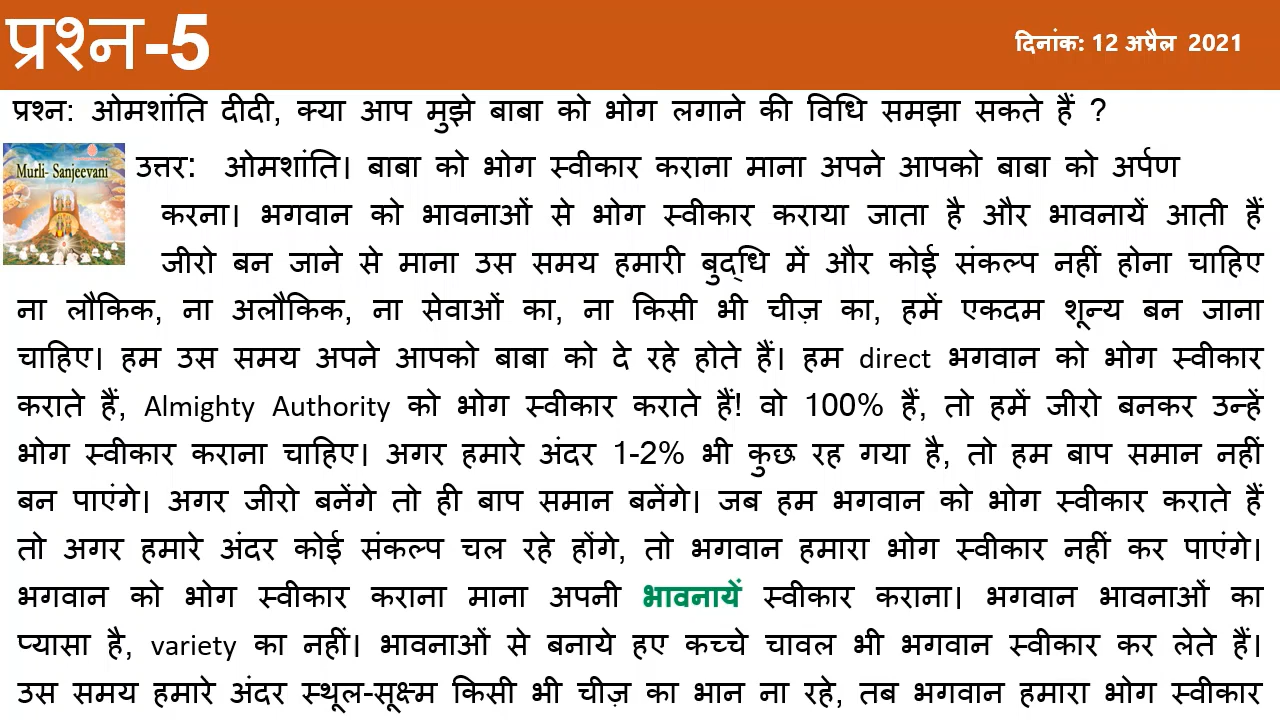 प्रश्न-5
दिनांक: 12 अप्रैल 2021
प्रश्न: ओमशांति दीदी, क्या आप मुझे बाबा को भोग लगाने की विधि समझा सकते हैं ?
Murli- Sanjeevani
उत्तर: ओमशांति। बाबा को भोग स्वीकार कराना माना अपने आपको बाबा को अर्पण
करना। भगवान को भावनाओं से भोग स्वीकार कराया जाता है और भावनायें आती हैं
जीरो बन जाने से माना उस समय हमारी बुद्धि में और कोई संकल्प नहीं होना चाहिए
ना लौकिक, ना अलौकिक, ना सेवाओं का, ना किसी भी चीज़ का, हमें एकदम शून्य बन जाना
चाहिए। हम उस समय अपने आपको बाबा को दे रहे होते हैं। हम direct भगवान को भोग स्वीकार
कराते हैं, Almighty Authority को भोग स्वीकार कराते हैं! वो 100% हैं, तो हमें जीरो बनकर उन्हें
भोग स्वीकार कराना चाहिए। अगर हमारे अंदर 1-2% भी कुछ रह गया है, तो हम बाप समान नहीं
बन पाएंगे। अगर जीरो बनेंगे तो ही बाप समान बनेंगे। जब हम भगवान को भोग स्वीकार कराते हैं
तो अगर हमारे अंदर कोई संकल्प चल रहे होंगे, तो भगवान हमारा भोग स्वीकार नहीं कर पाएंगे।
भगवान को भोग स्वीकार कराना माना अपनी भावनायें स्वीकार कराना। भगवान भावनाओं का
प्यासा है, variety का नहीं। भावनाओं से बनाये हए कच्चे चावल भी भगवान स्वीकार कर लेते हैं।
उस समय हमारे अंदर स्थूल-सूक्ष्म किसी भी चीज़ का भान ना रहे, तब भगवान हमारा भोग स्वीकार